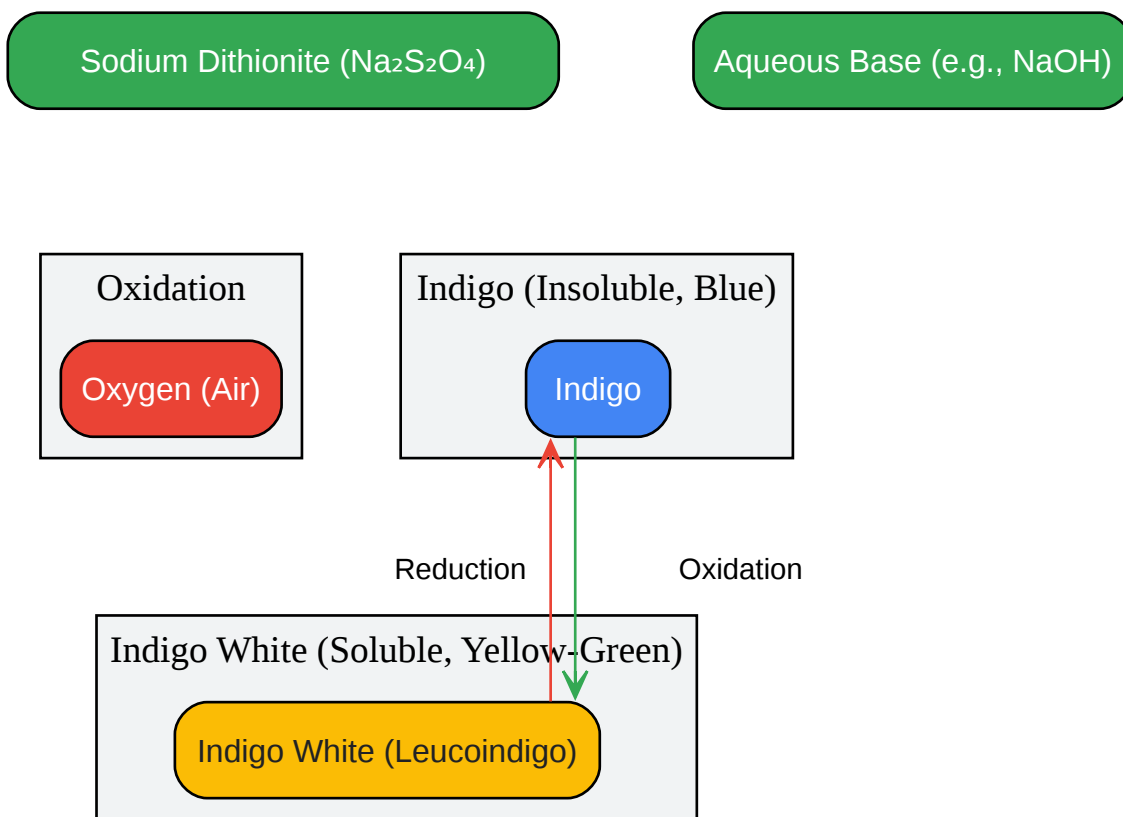 Sodium Dithionite (Na₂S₂O₄)
Aqueous Base (e.g., NaOH)
Oxidation
Oxygen (Air)
Indigo (Insoluble, Blue)
Indigo
Reduction
Oxidation
Indigo White (Soluble, Yellow-Green)
Indigo White (Leucoindigo)